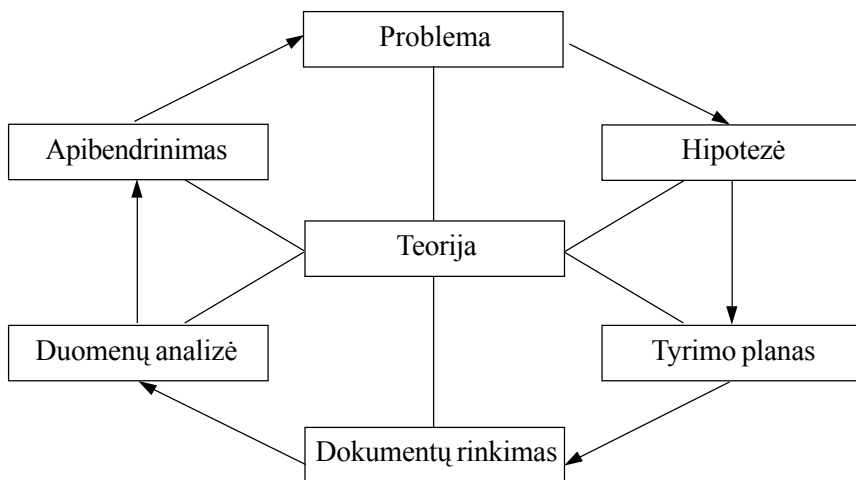 Problema
Apibendrinimas
Hipotezė
Teorija
Duomenų analizė
Tyrimo planas
Dokumentų rinkimas